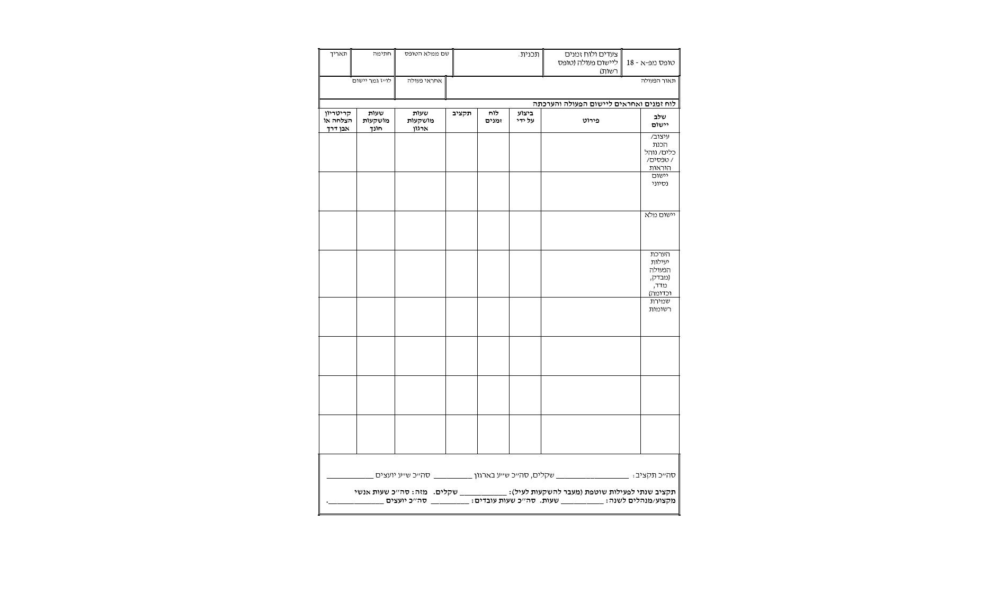 טופס מפ-א - 18
צעדים ולוח זמנים
ליישום פעולה (טופס
רשות)
תכנית:
שם ממלא הטופס
חתימה
תאריך
תאור הפעולה
אחראי פעולה
לו״ז גמר יישום
לוח זמנים ואחראים ליישום הפעולה והערכתה
שלב
יישום
פירוט
ביצוע
על ידי
לוח
זמנים
תקציב
שעות
מושקעות
ארגון
שעות
מושקעות
חונך
קריטריון
הצלחה או
אבן דרך
עיצוב/
הכנת
כלים/ נוהל
/ טפסים/
הוראות
יישום
נסיוני
יישום מלא
הערכת
יעילות
הפעולה
(מבדק,
מדד,
וכדומה)
שמירת
רשומות
סה״כ תקציב: _________________ שקלים, סה״כ ש״ע בארגון _________ סה״כ ש״ע יועצים ___________
תקציב שנתי לפעילות שוטפת (מעבר להשקעות לעיל): ___________ שקלים. מזה: סה״כ שעות אנשי
מקצוע/מנהלים לשנה: __________ שעות. סה״כ שעות עובדים: _________ סה״כ יועצים _____________.